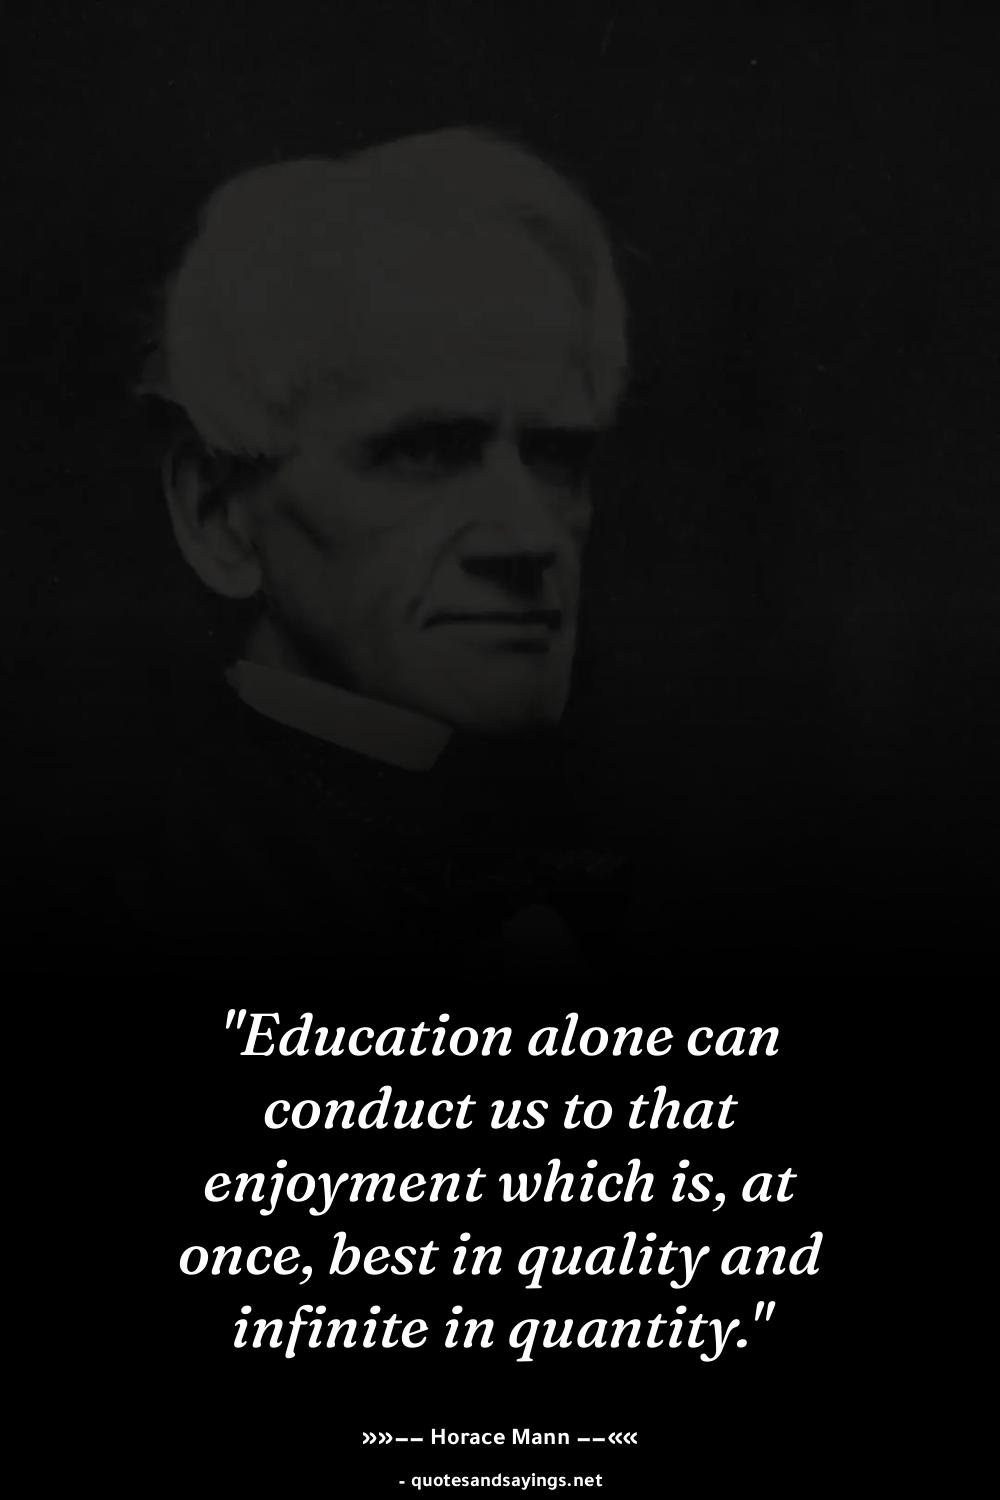 "Education alone can
conduct us to that
enjoyment which is, at
once, best in quality and
infinite in quantity."
»»−− Horace Mann −−««
- quotesandsayings.net